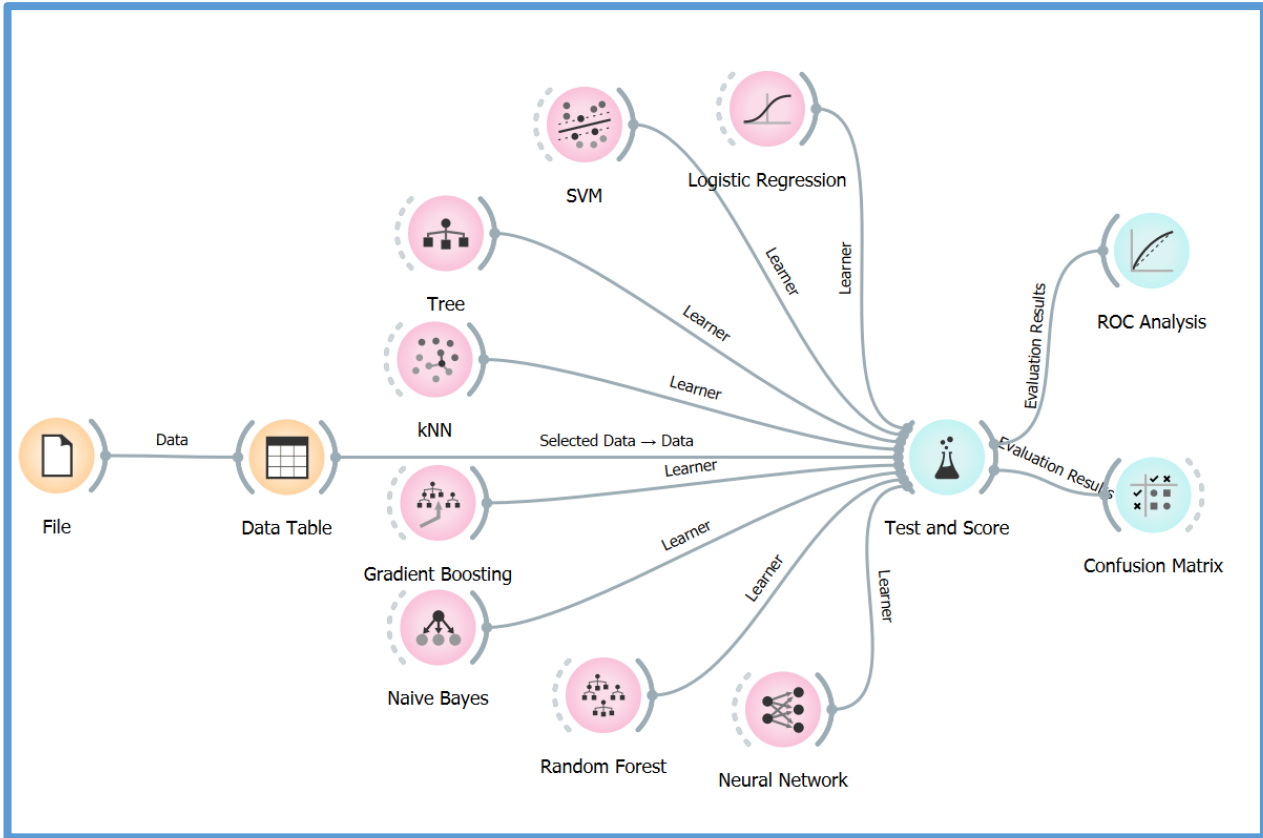 Logistic Regression
SVM
Learner
Learner
Tree
Learner
ROC Analysis
Evaluation Results
Learner
kNN
Data
Selected Data → Data
Learner
Evaluation Results
File
Data Table
Test and Score
Gradient Boosting
Learner
Confusion Matrix
Learner
Learner
Naive Bayes
Random Forest
Neural Network